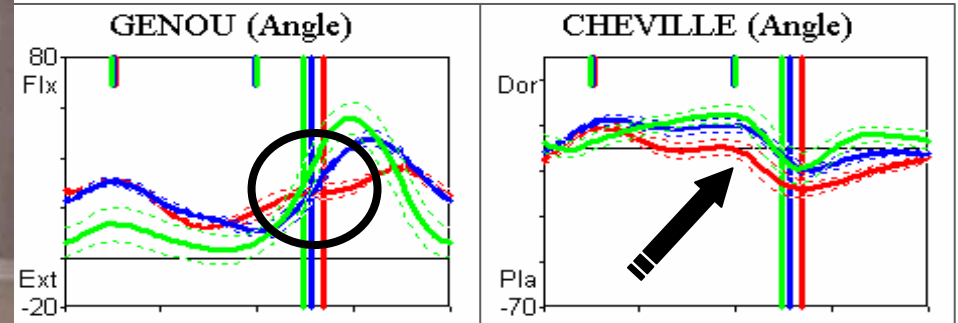 GENOU (Angle)
80
Flx
Ext
-20
CHEVILLE (Angle)
Dor
Pla
-70